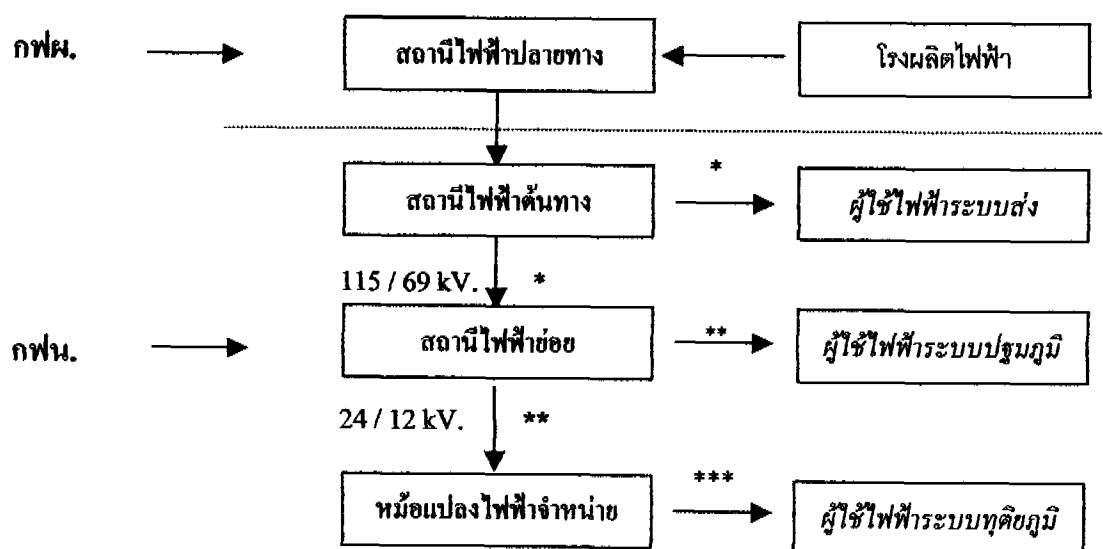 กฟผ.
สถานีไฟฟ้าปลายทาง
โรงผลิตไฟฟ้า
*
สถานีไฟฟ้าต้นทาง
ผู้ใช้ไฟฟ้าระบบส่ง
115 / 69 kV. *
กฟน.
สถานีไฟฟ้าย่อย
**
ผู้ใช้ไฟฟ้าระบบปฐมภูมิ
24 / 12 kV. **
หม้อแปลงไฟฟ้าจำหน่าย
***
ผู้ใช้ไฟฟ้าระบบทุติยภูมิ